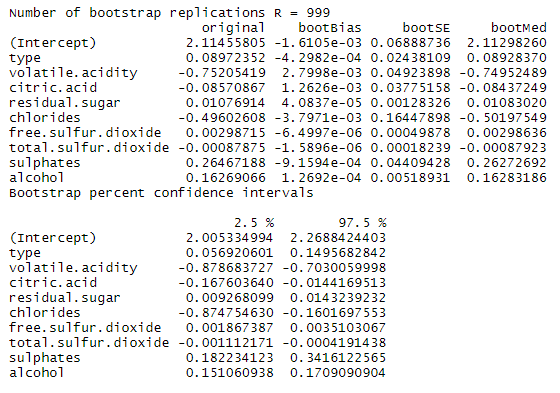 Number of bootstrap replications R = 999
original bootBias bootSE bootMed
(Intercept) 2.11455805 -1.6105e-03 0.06888736 2.11298260
type 0.08972352 -4.2982e-04 0.02438109 0.08928370
volatile.acidity -0.75205419 2.7998e-03 0.04923898 -0.74952489
citric.acid -0.08570867 1.2626e-03 0.03775158 -0.08437249
residual.sugar 0.01076914 4.0837e-05 0.00128326 0.01083020
chlorides -0.49602608 -3.7971e-03 0.16447898 -0.50197549
free.sulfur.dioxide 0.00298715 -6.4997e-06 0.00049878 0.00298636
total.sulfur.dioxide -0.00087875 -1.5896e-06 0.00018239 -0.00087923
sulphates 0.26467188 -9.1594e-04 0.04409428 0.26272692
alcohol 0.16269066 1.2692e-04 0.00518931 0.16283186
Bootstrap percent confidence intervals
2.5 % 97.5 %
(Intercept) 2.005334994 2.2688424403
type 0.056920601 0.1495682842
volatile.acidity -0.878683727 -0.7030059998
citric.acid -0.167603640 -0.0144169513
residual.sugar 0.009268099 0.0143239232
chlorides -0.874754630 -0.1601697553
free.sulfur.dioxide 0.001867387 0.0035103067
total.sulfur.dioxide -0.001112171 -0.0004191438
sulphates 0.182234123 0.3416122565
alcohol 0.151060938 0.1709090904